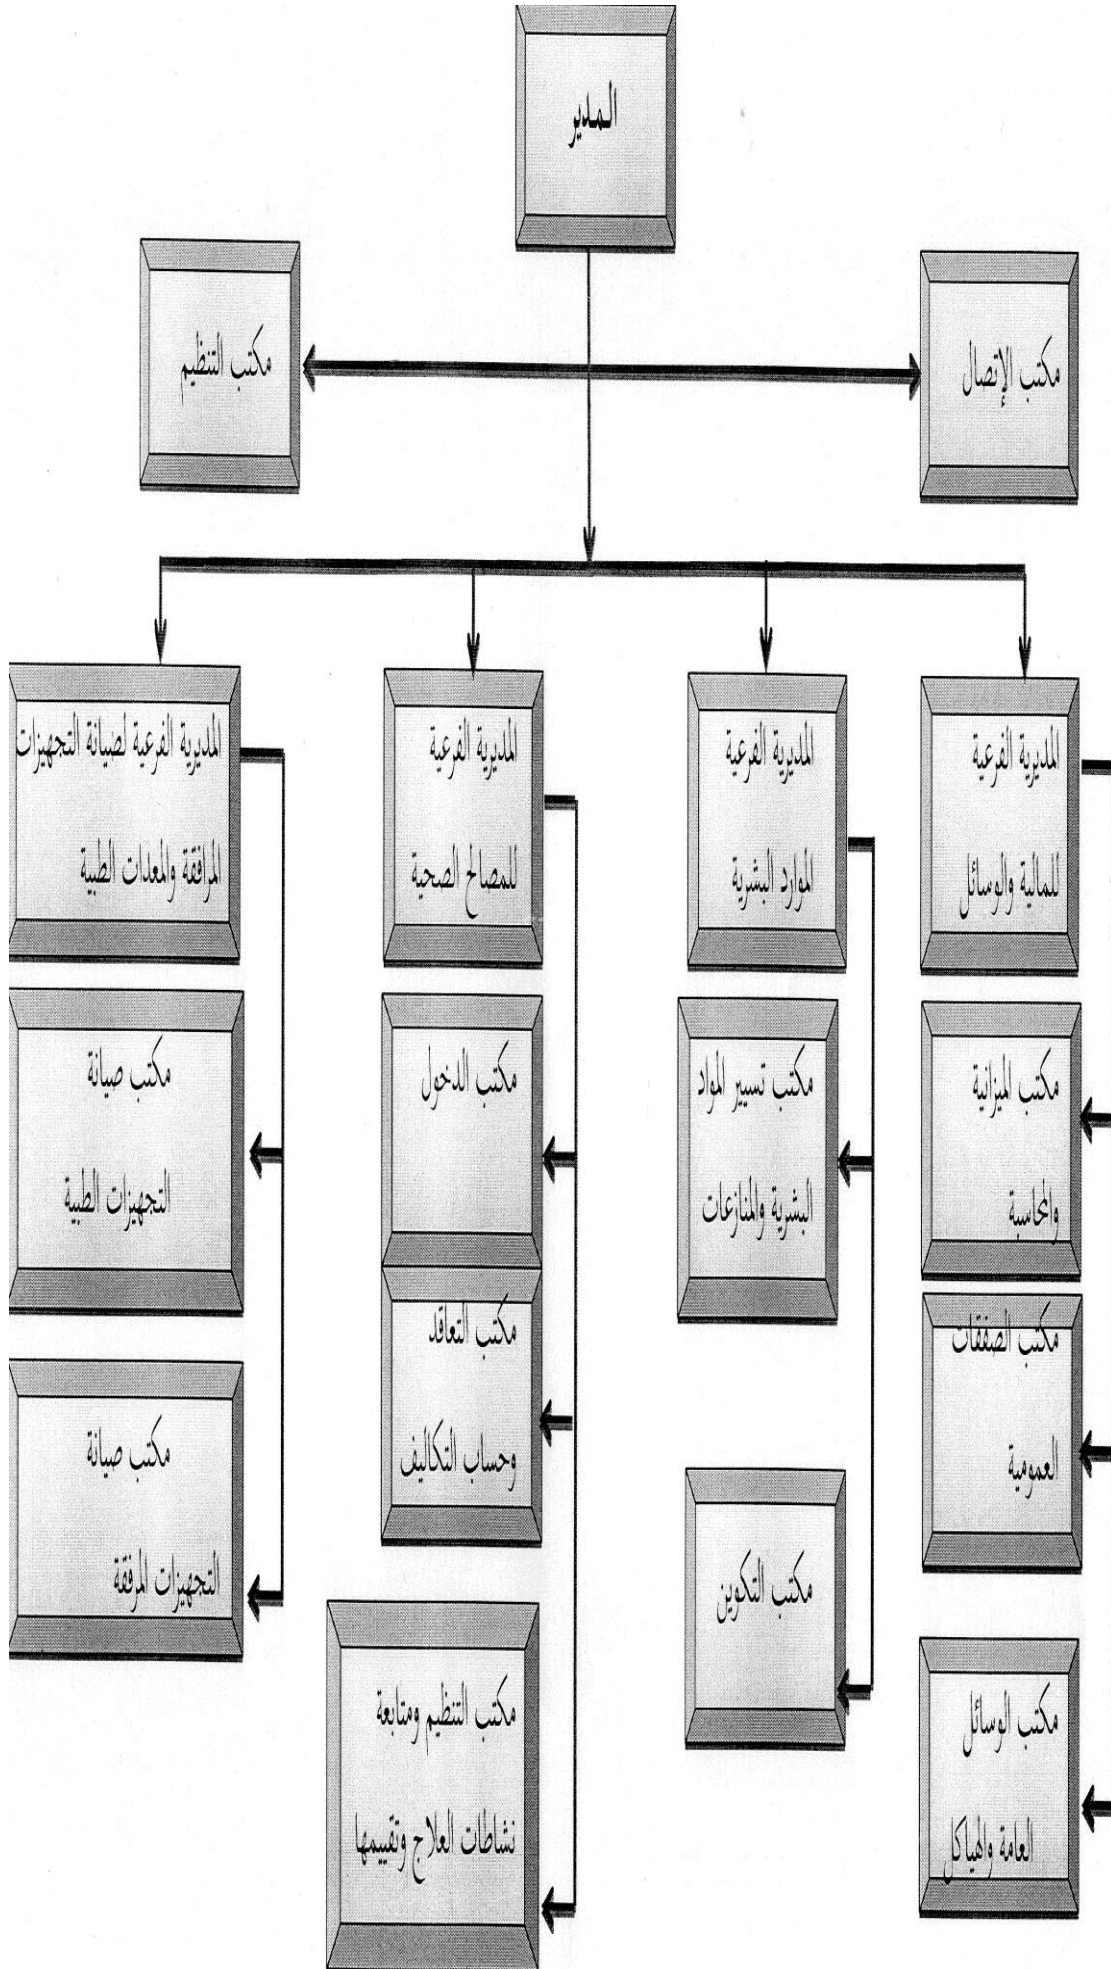 المدير
مكتب الإتصال
مكتب التنظيم
المديرية الفرعية
للمالية والوسائل
المديرية الفرعية
الموارد البشرية
المديرية الفرعية
للمصالح الصحية
المديرية الفرعية لصيانة التجهيزات
المرافقة والمعدات الطبية
مكتب الميزانية
والمحاسبة
مكتب تسيير المواد
البشرية والمنازعات
مكتب الدخول
مكتب صيانة
التجهيزات الطبية
مكتب الصفقات
العمومية
مكتب التكوين
مكتب التعاقد
وحساب التكاليف
مكتب صيانة
التجهيزات المرفقة
مكتب الوسائل
العامة والهياكل
مكتب التنظيم ومتابعة
نشاطات العلاج وتقييمها